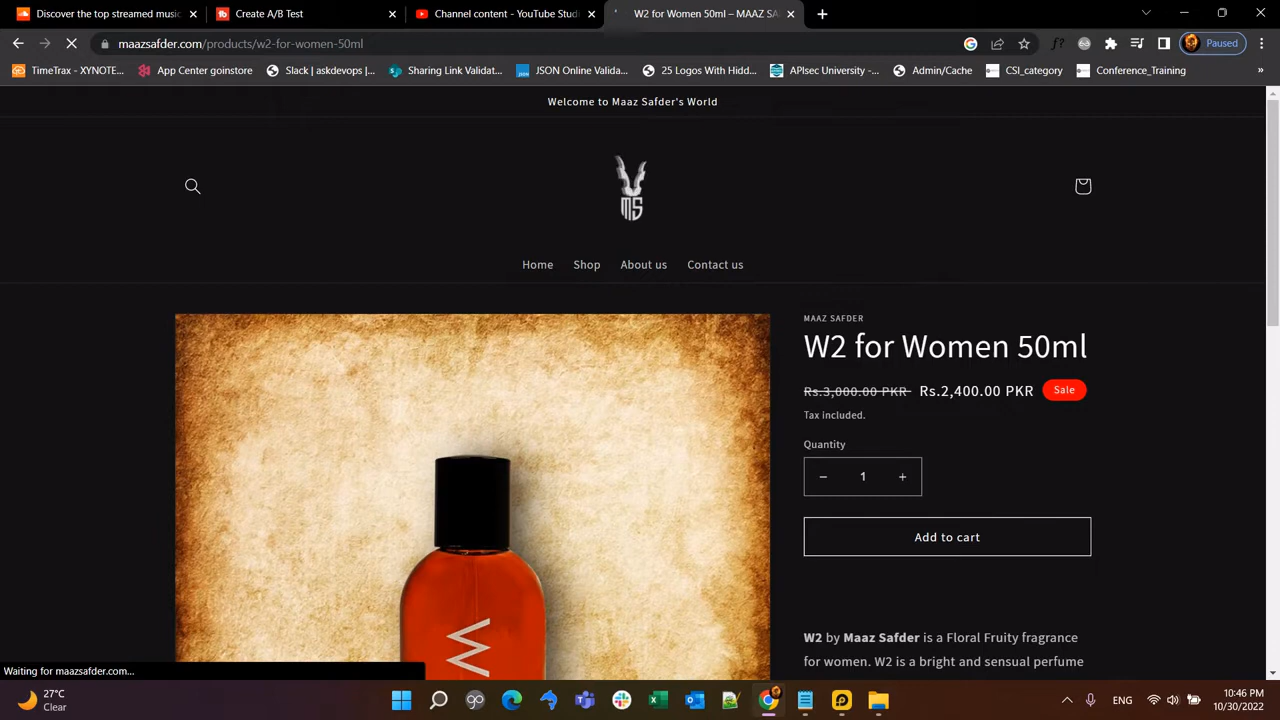 Discover the top streamed music
Create A/B Test
Channel content - YouTube Studi
W2 for Women 50ml – MAAZ SA
maazsafder.com/products/w2-for-women-50ml
Paused
TimeTrax — XYNOTE...
App Center goinstore
Slack | askdevops |...
Sharing Link Validat...
JSON Online Valida...
25 Logos With Hidd...
APIsec University -...
Admin/Cache
CSI_category
Conference_Training
»
Welcome to Maaz Safder's World
MS
Home Shop About us Contact us
MAAZ SAFDER
W2 for Women 50ml
Rs.3,000.00 PKR Rs.2,400.00 PKR Sale
Tax included.
Quantity
− 1 +
Add to cart
W
W2 by Maaz Safder is a Floral Fruity fragrance
for women. W2 is a bright and sensual perfume
Waiting for maazsafder.com...
27°C
Clear
ENG
10:46 PM
10/30/2022